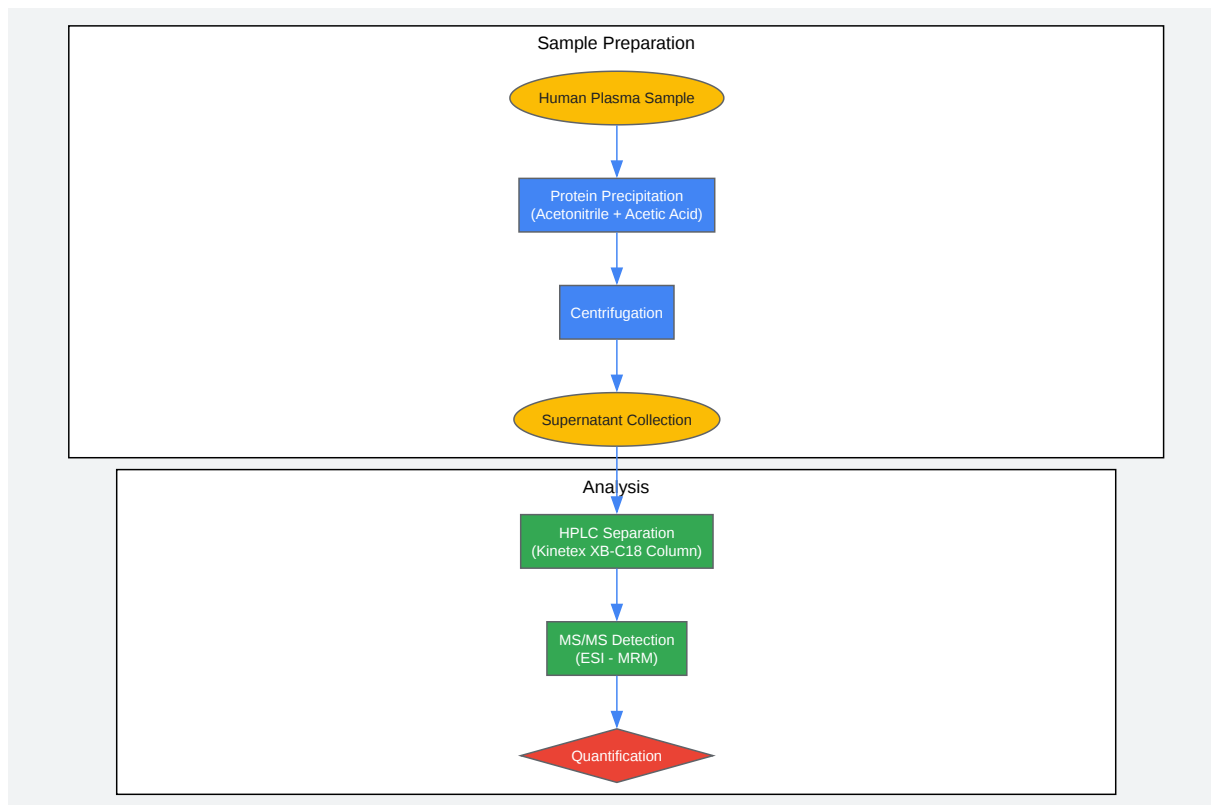 Sample Preparation
Human Plasma Sample
Protein Precipitation
(Acetonitrile + Acetic Acid)
Centrifugation
Supernatant Collection
Analysis
HPLC Separation
(Kinetex XB-C18 Column)
MS/MS Detection
(ESI - MRM)
Quantification